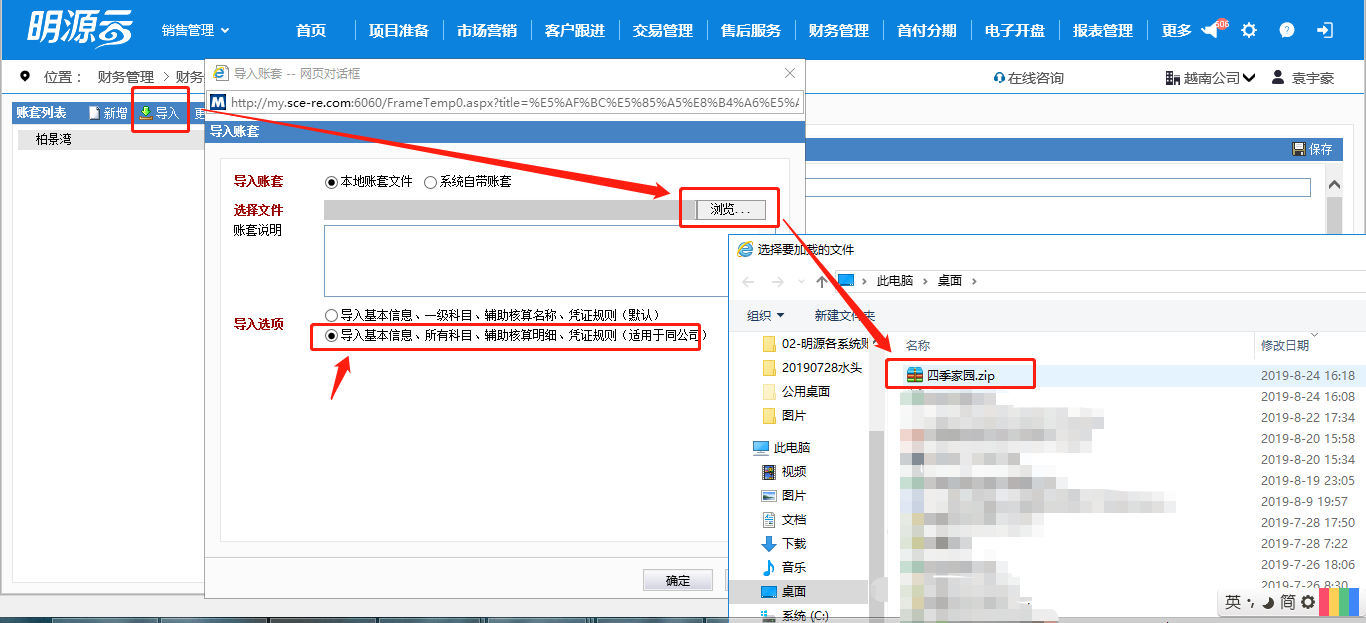 明源云 销售管理 首页 项目准备 市场营销 客户跟进 交易管理 售后服务 财务管理 首付分期 电子开盘 报表管理 更多 606
位置： 财务管理 > 财务
在线咨询 越南公司 袁宇豪
账套列表 新增 导入 更
柏景湾
导入账套 -- 网页对话框
http://my.sce-re.com:6060/FrameTemp0.aspx?title=%E5%AF%BC%E5%85%A5%E8%B4%A6%E5%A
导入账套
保存
导入账套 本地账套文件 系统自带账套
选择文件 浏览...
账套说明
导入选项
导入基本信息、一级科目、辅助核算名称、凭证规则（默认）
导入基本信息、所有科目、辅助核算明细、凭证规则（适用于同公司）
确定
选择要加载的文件
此电脑 > 桌面 >
组织 新建文件夹
02-明源各系统账
20190728水头
公用桌面
图片
此电脑
视频
图片
文档
下载
音乐
桌面
系统 (C:)
名称 修改日期
四季家园.zip 2019-8-24 16:18
2019-8-24 16:08
2019-8-22 17:34
2019-8-20 15:58
2019-8-20 15:34
2019-8-19 23:05
2019-8-9 19:57
2019-7-28 17:50
2019-7-28 7:22
2019-7-26 18:06
2019-7-26 8:30
英 简